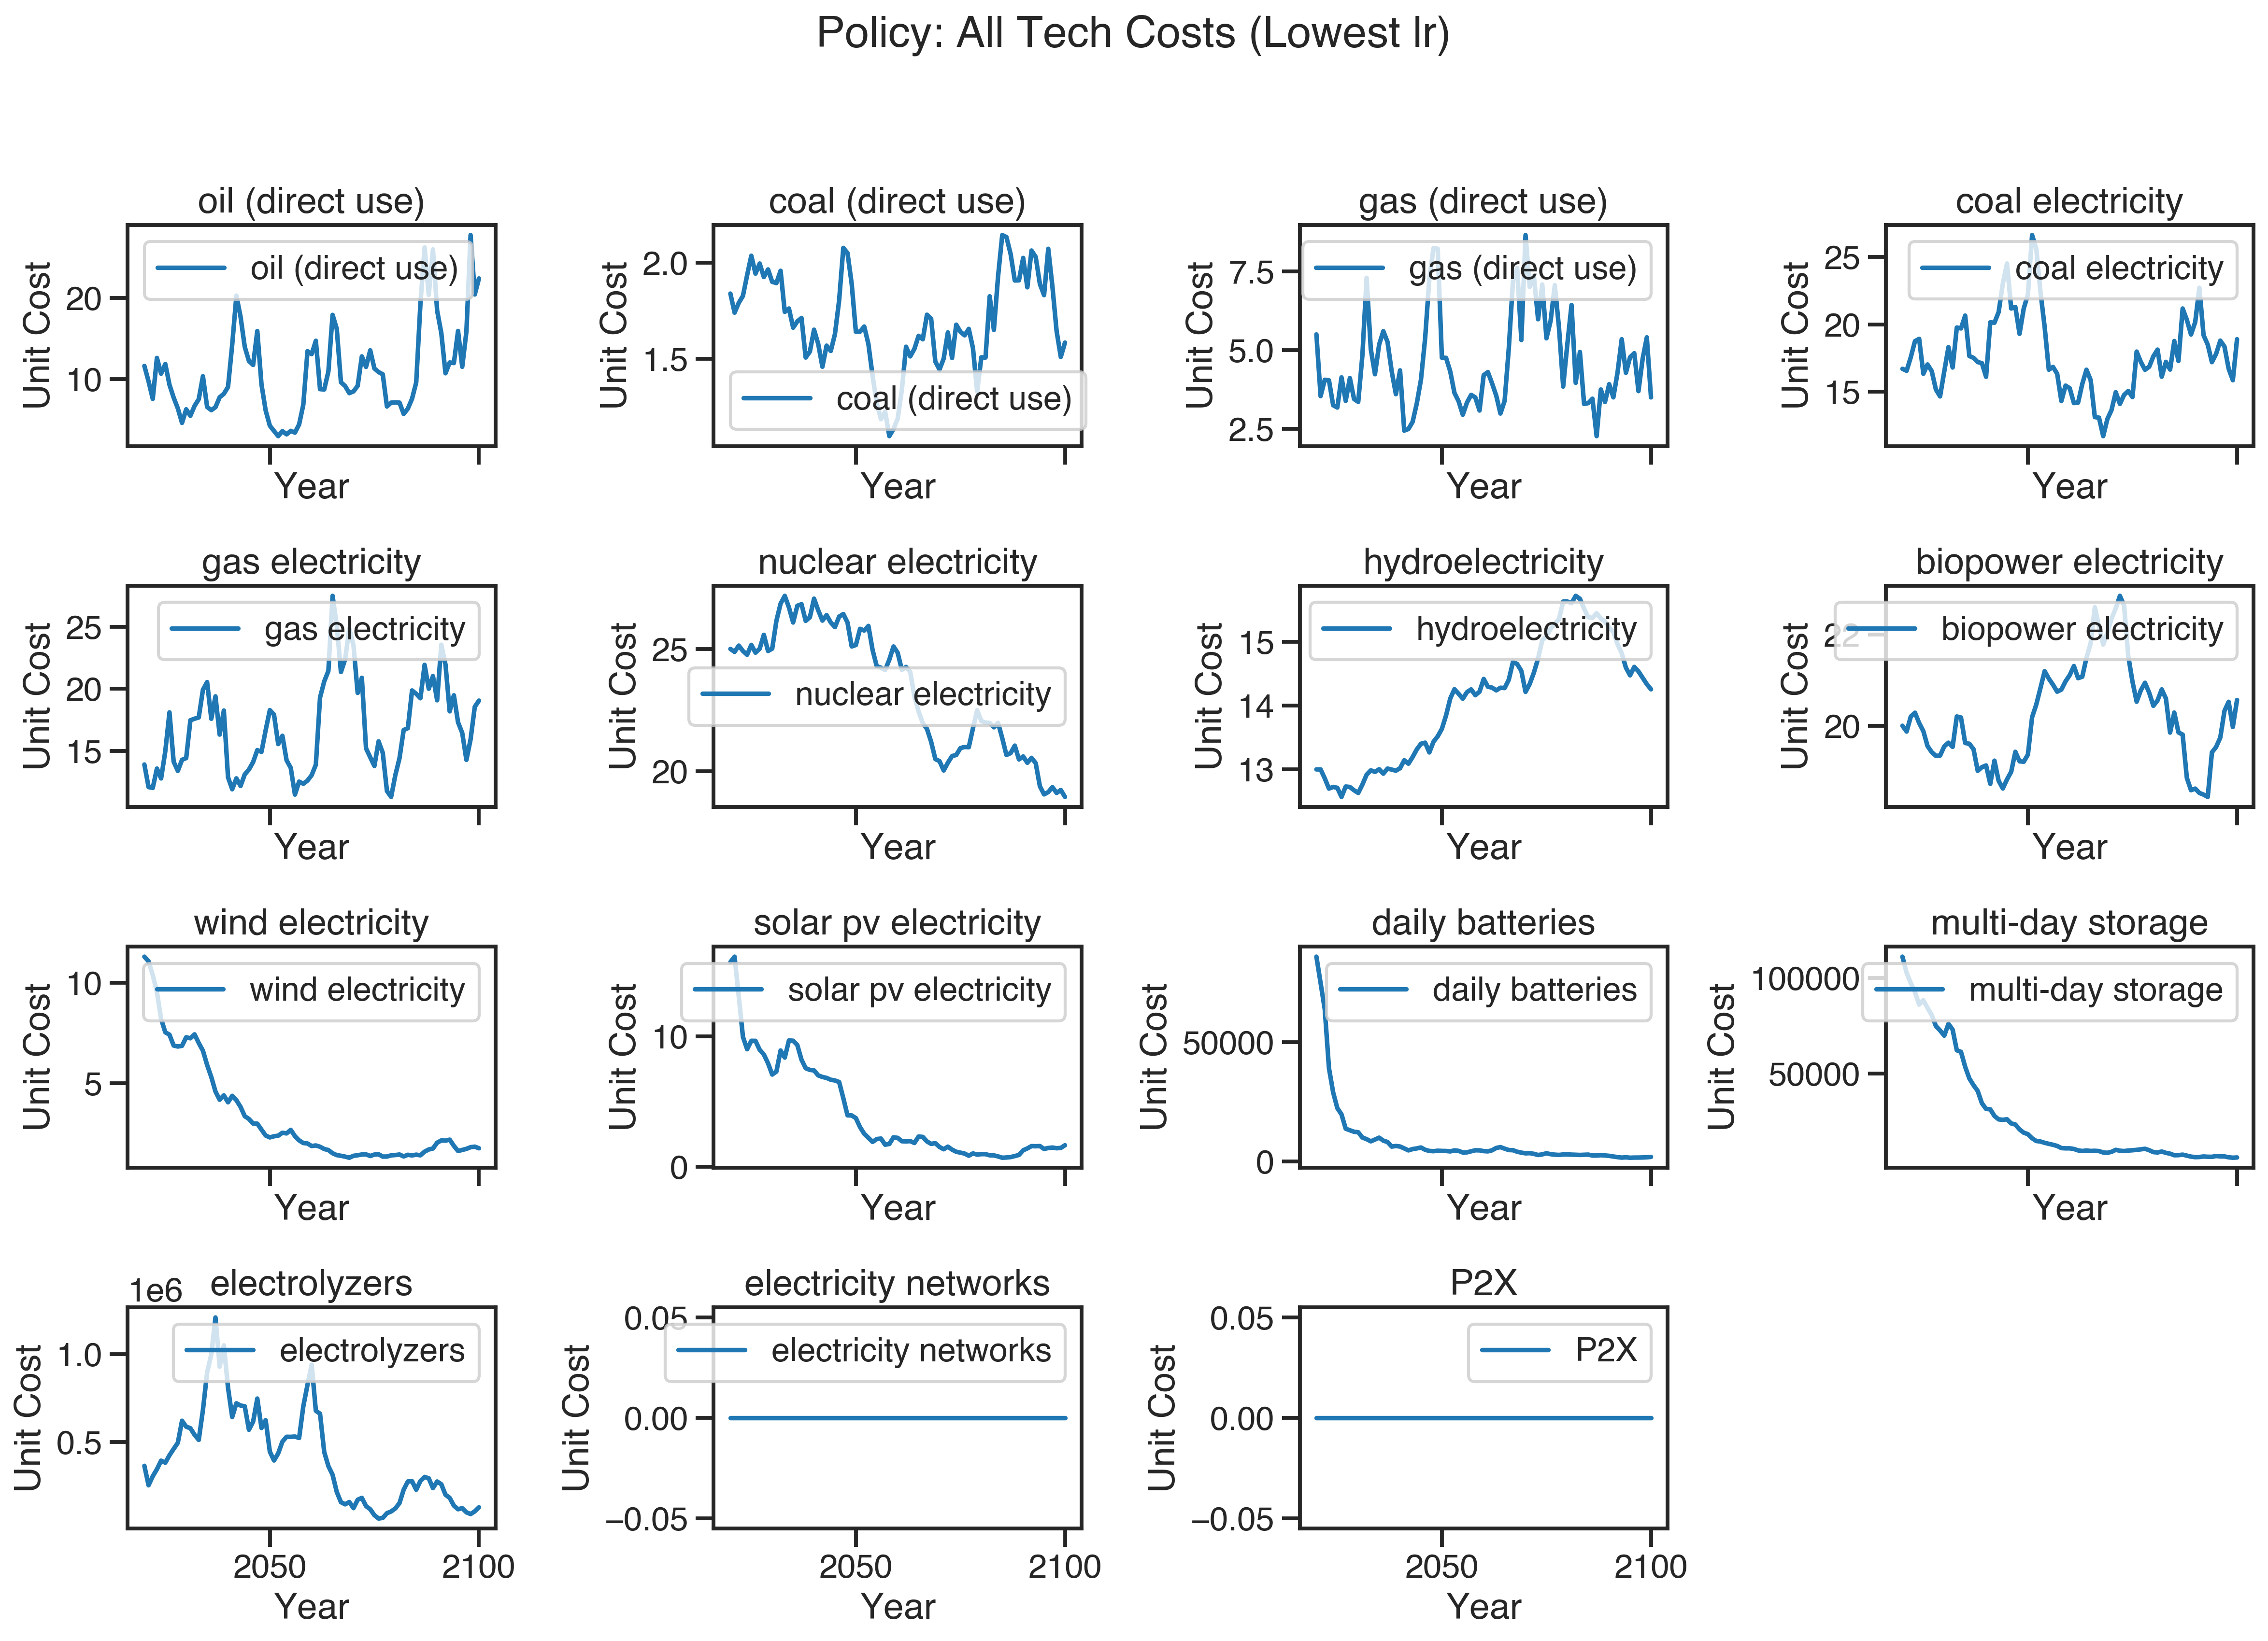 Policy: All Tech Costs (Lowest lr)
oil (direct use)
Unit Cost
20
10
oil (direct use)
Year
coal (direct use)
Unit Cost
2.0
1.5
coal (direct use)
Year
gas (direct use)
Unit Cost
7.5
5.0
2.5
gas (direct use)
Year
coal electricity
Unit Cost
25
20
15
coal electricity
Year
gas electricity
Unit Cost
25
20
15
gas electricity
Year
nuclear electricity
Unit Cost
25
20
nuclear electricity
Year
hydroelectricity
Unit Cost
15
14
13
hydroelectricity
Year
biopower electricity
Unit Cost
22
20
biopower electricity
Year
wind electricity
Unit Cost
10
5
wind electricity
Year
solar pv electricity
Unit Cost
10
0
solar pv electricity
Year
daily batteries
Unit Cost
50000
0
daily batteries
Year
multi-day storage
Unit Cost
100000
50000
multi-day storage
Year
electrolyzers
1e6
Unit Cost
1.0
0.5
electrolyzers
2050 2100
Year
electricity networks
Unit Cost
0.05
0.00
−0.05
electricity networks
2050 2100
Year
P2X
Unit Cost
0.05
0.00
−0.05
P2X
2050 2100
Year